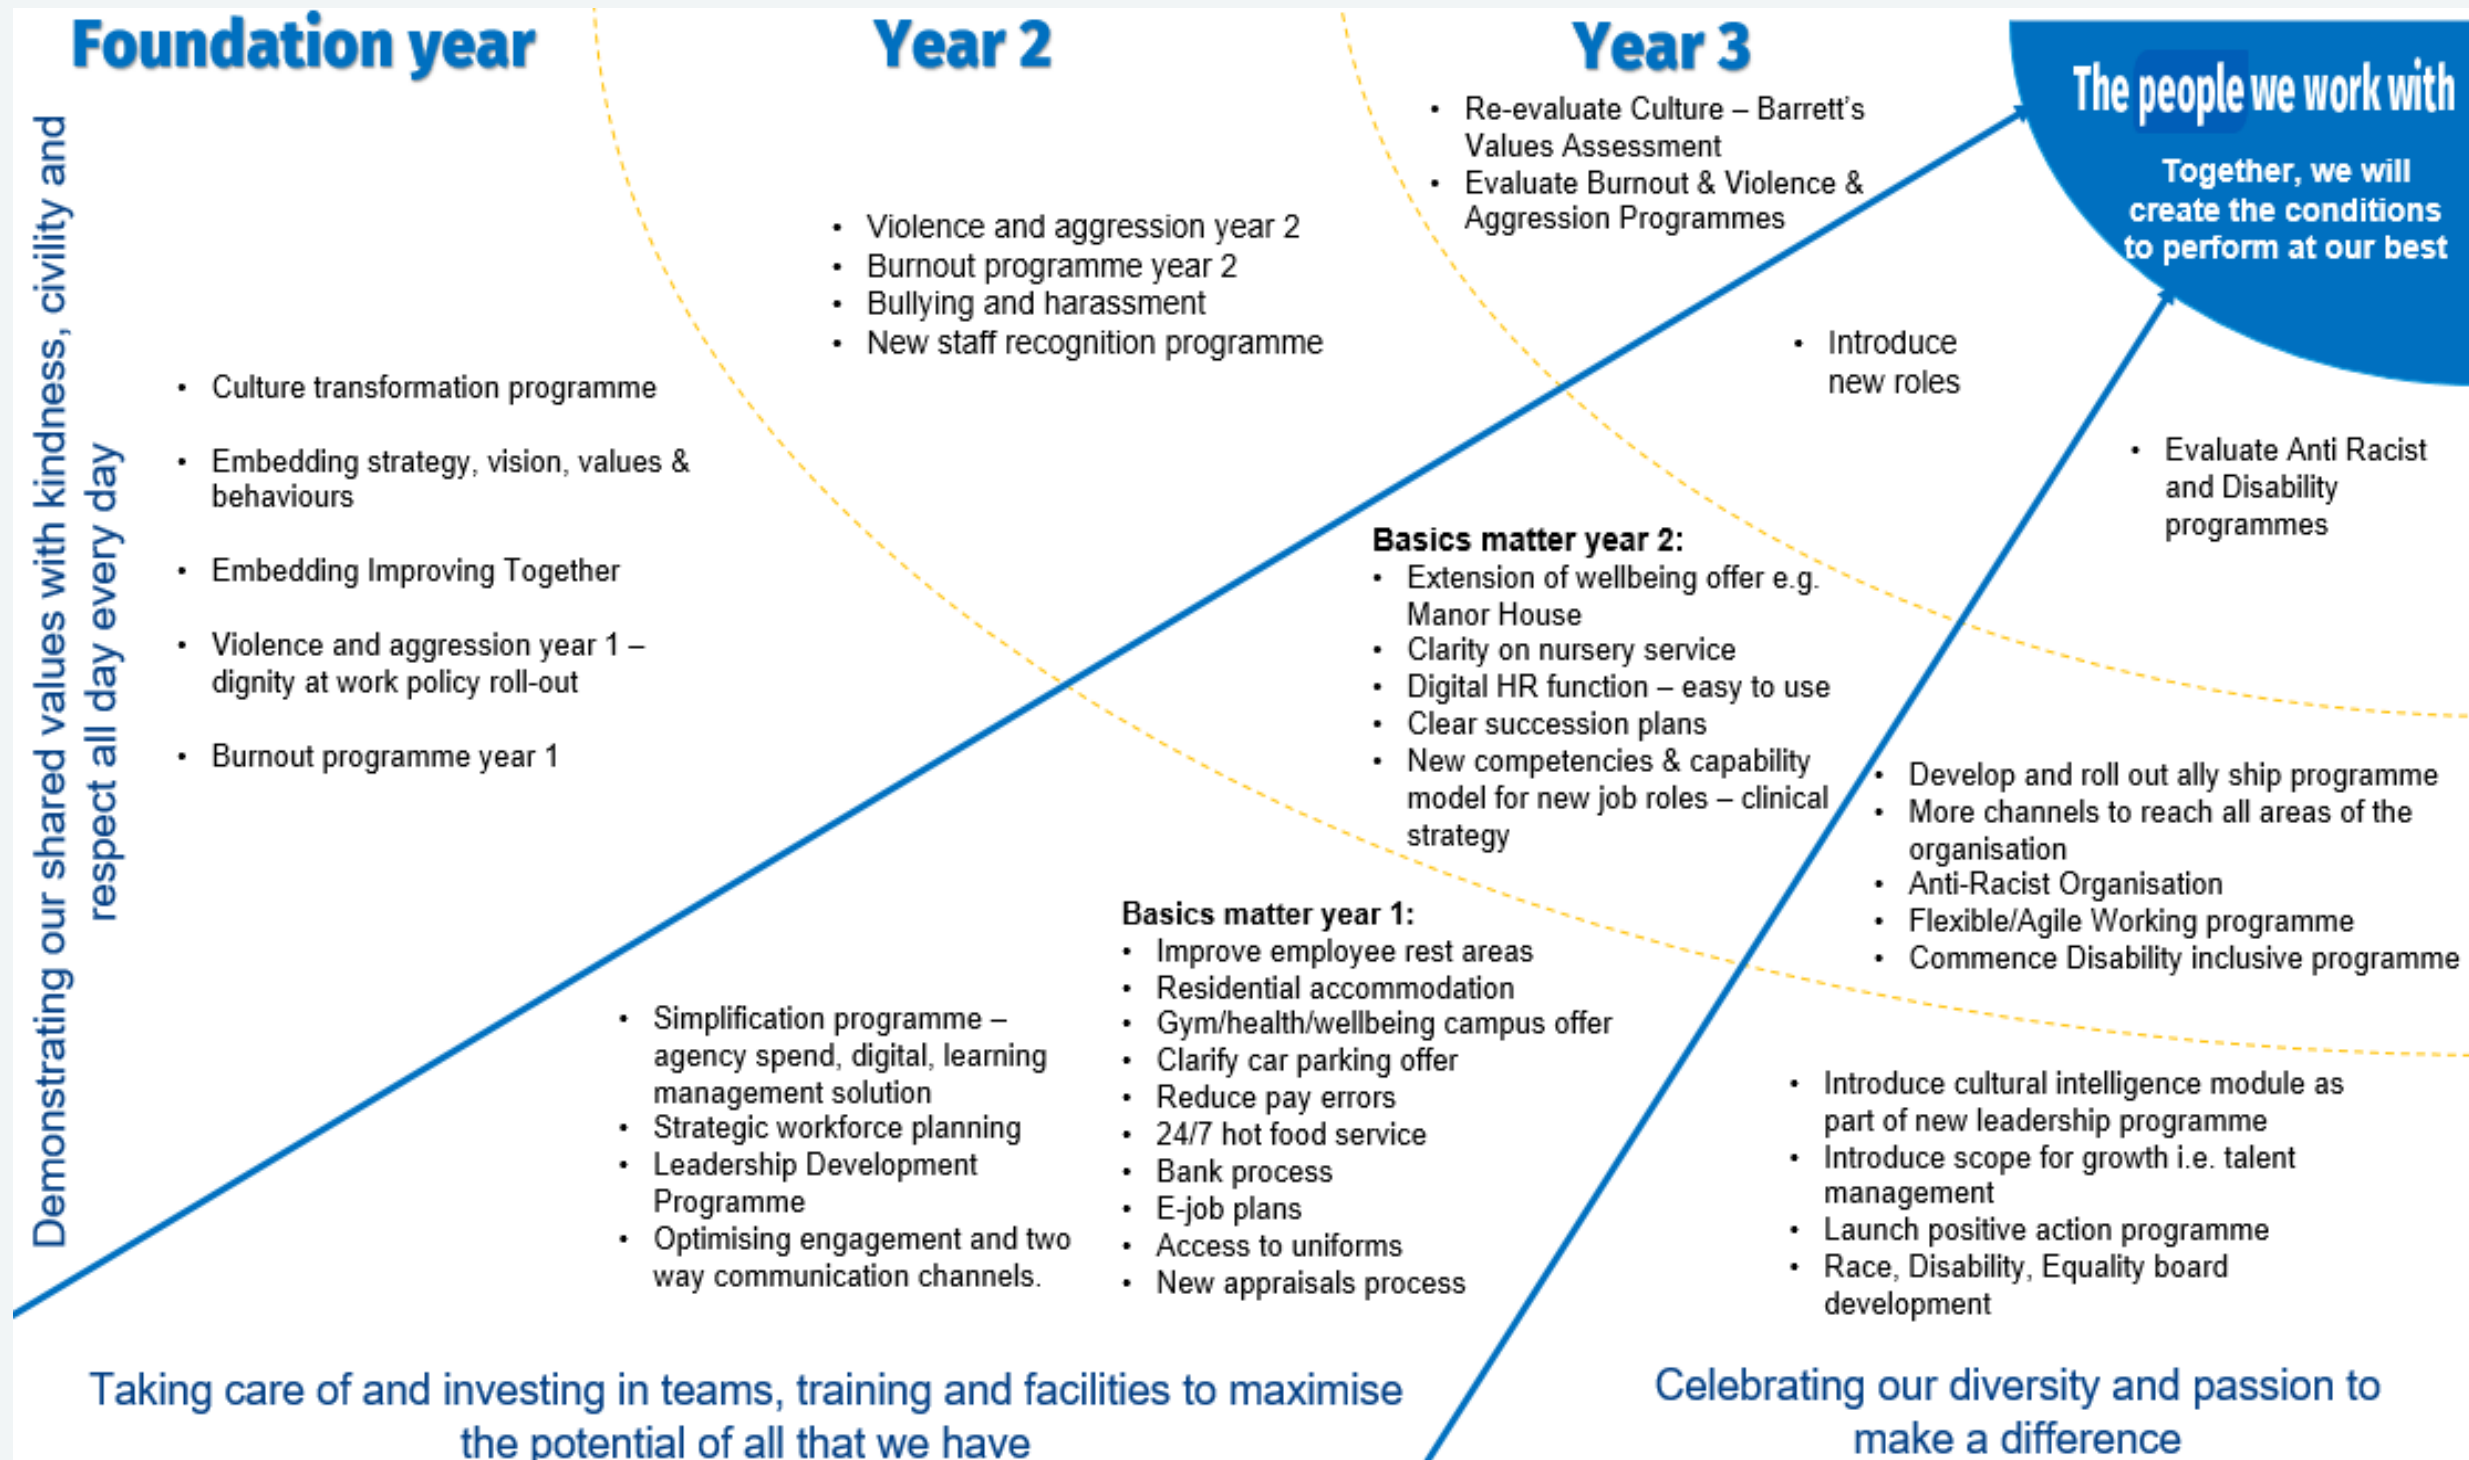 Foundation year
Year 2
Year 3
The people we work with
Together, we will
create the conditions
to perform at our best
Demonstrating our shared values with kindness, civility and
respect all day every day
• Culture transformation programme
• Embedding strategy, vision, values &
behaviours
• Embedding Improving Together
• Violence and aggression year 1 –
dignity at work policy roll-out
• Burnout programme year 1
• Violence and aggression year 2
• Burnout programme year 2
• Bullying and harassment
• New staff recognition programme
• Re-evaluate Culture – Barrett's
Values Assessment
• Evaluate Burnout & Violence &
Aggression Programmes
• Simplification programme –
agency spend, digital, learning
management solution
• Strategic workforce planning
• Leadership Development
Programme
• Optimising engagement and two
way communication channels.
Basics matter year 1:
• Improve employee rest areas
• Residential accommodation
• Gym/health/wellbeing campus offer
• Clarify car parking offer
• Reduce pay errors
• 24/7 hot food service
• Bank process
• E-job plans
• Access to uniforms
• New appraisals process
Basics matter year 2:
• Extension of wellbeing offer e.g.
Manor House
• Clarity on nursery service
• Digital HR function – easy to use
• Clear succession plans
• New competencies & capability
model for new job roles – clinical
strategy
• Introduce
new roles
• Introduce cultural intelligence module as
part of new leadership programme
• Introduce scope for growth i.e. talent
management
• Launch positive action programme
• Race, Disability, Equality board
development
• Develop and roll out ally ship programme
• More channels to reach all areas of the
organisation
• Anti-Racist Organisation
• Flexible/Agile Working programme
• Commence Disability inclusive programme
• Evaluate Anti Racist
and Disability
programmes
Taking care of and investing in teams, training and facilities to maximise
the potential of all that we have
Celebrating our diversity and passion to
make a difference